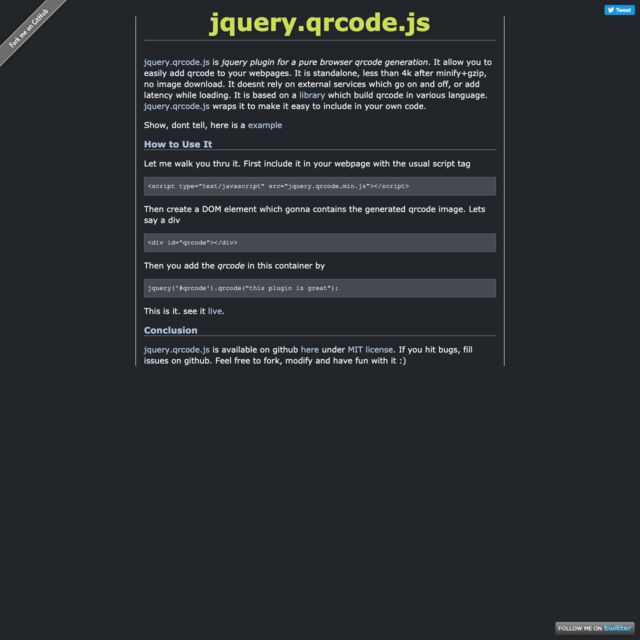 Fork me on GitHub
Tweet
jquery.qrcode.js
jquery.qrcode.js is jquery plugin for a pure browser qrcode generation. It allow you to
easily add qrcode to your webpages. It is standalone, less than 4k after minify+gzip,
no image download. It doesnt rely on external services which go on and off, or add
latency while loading. It is based on a library which build qrcode in various language.
jquery.qrcode.js wraps it to make it easy to include in your own code.
Show, dont tell, here is a example
How to Use It
Let me walk you thru it. First include it in your webpage with the usual script tag
<script type="text/javascript" src="jquery.qrcode.min.js"></script>
Then create a DOM element which gonna contains the generated qrcode image. Lets
say a div
<div id="qrcode"></div>
Then you add the qrcode in this container by
jquery('#qrcode').qrcode("this plugin is great");
This is it. see it live.
Conclusion
jquery.qrcode.js is available on github here under MIT license. If you hit bugs, fill
issues on github. Feel free to fork, modify and have fun with it :)
FOLLOW ME ON twitter